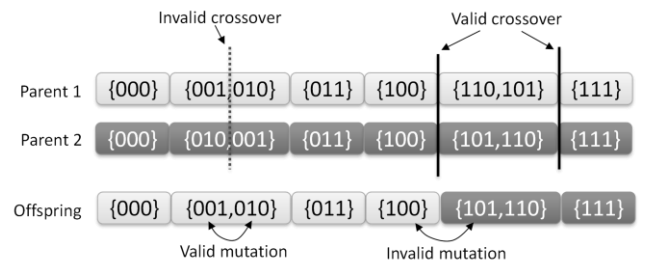 Invalid crossover Valid crossover
Parent 1 {000} {001,010} {011} {100} {110,101} {111}
Parent 2 {000} {010,001} {011} {100} {101,110} {111}
Offspring {000} {001,010} {011} {100} {101,110} {111}
Valid mutation Invalid mutation